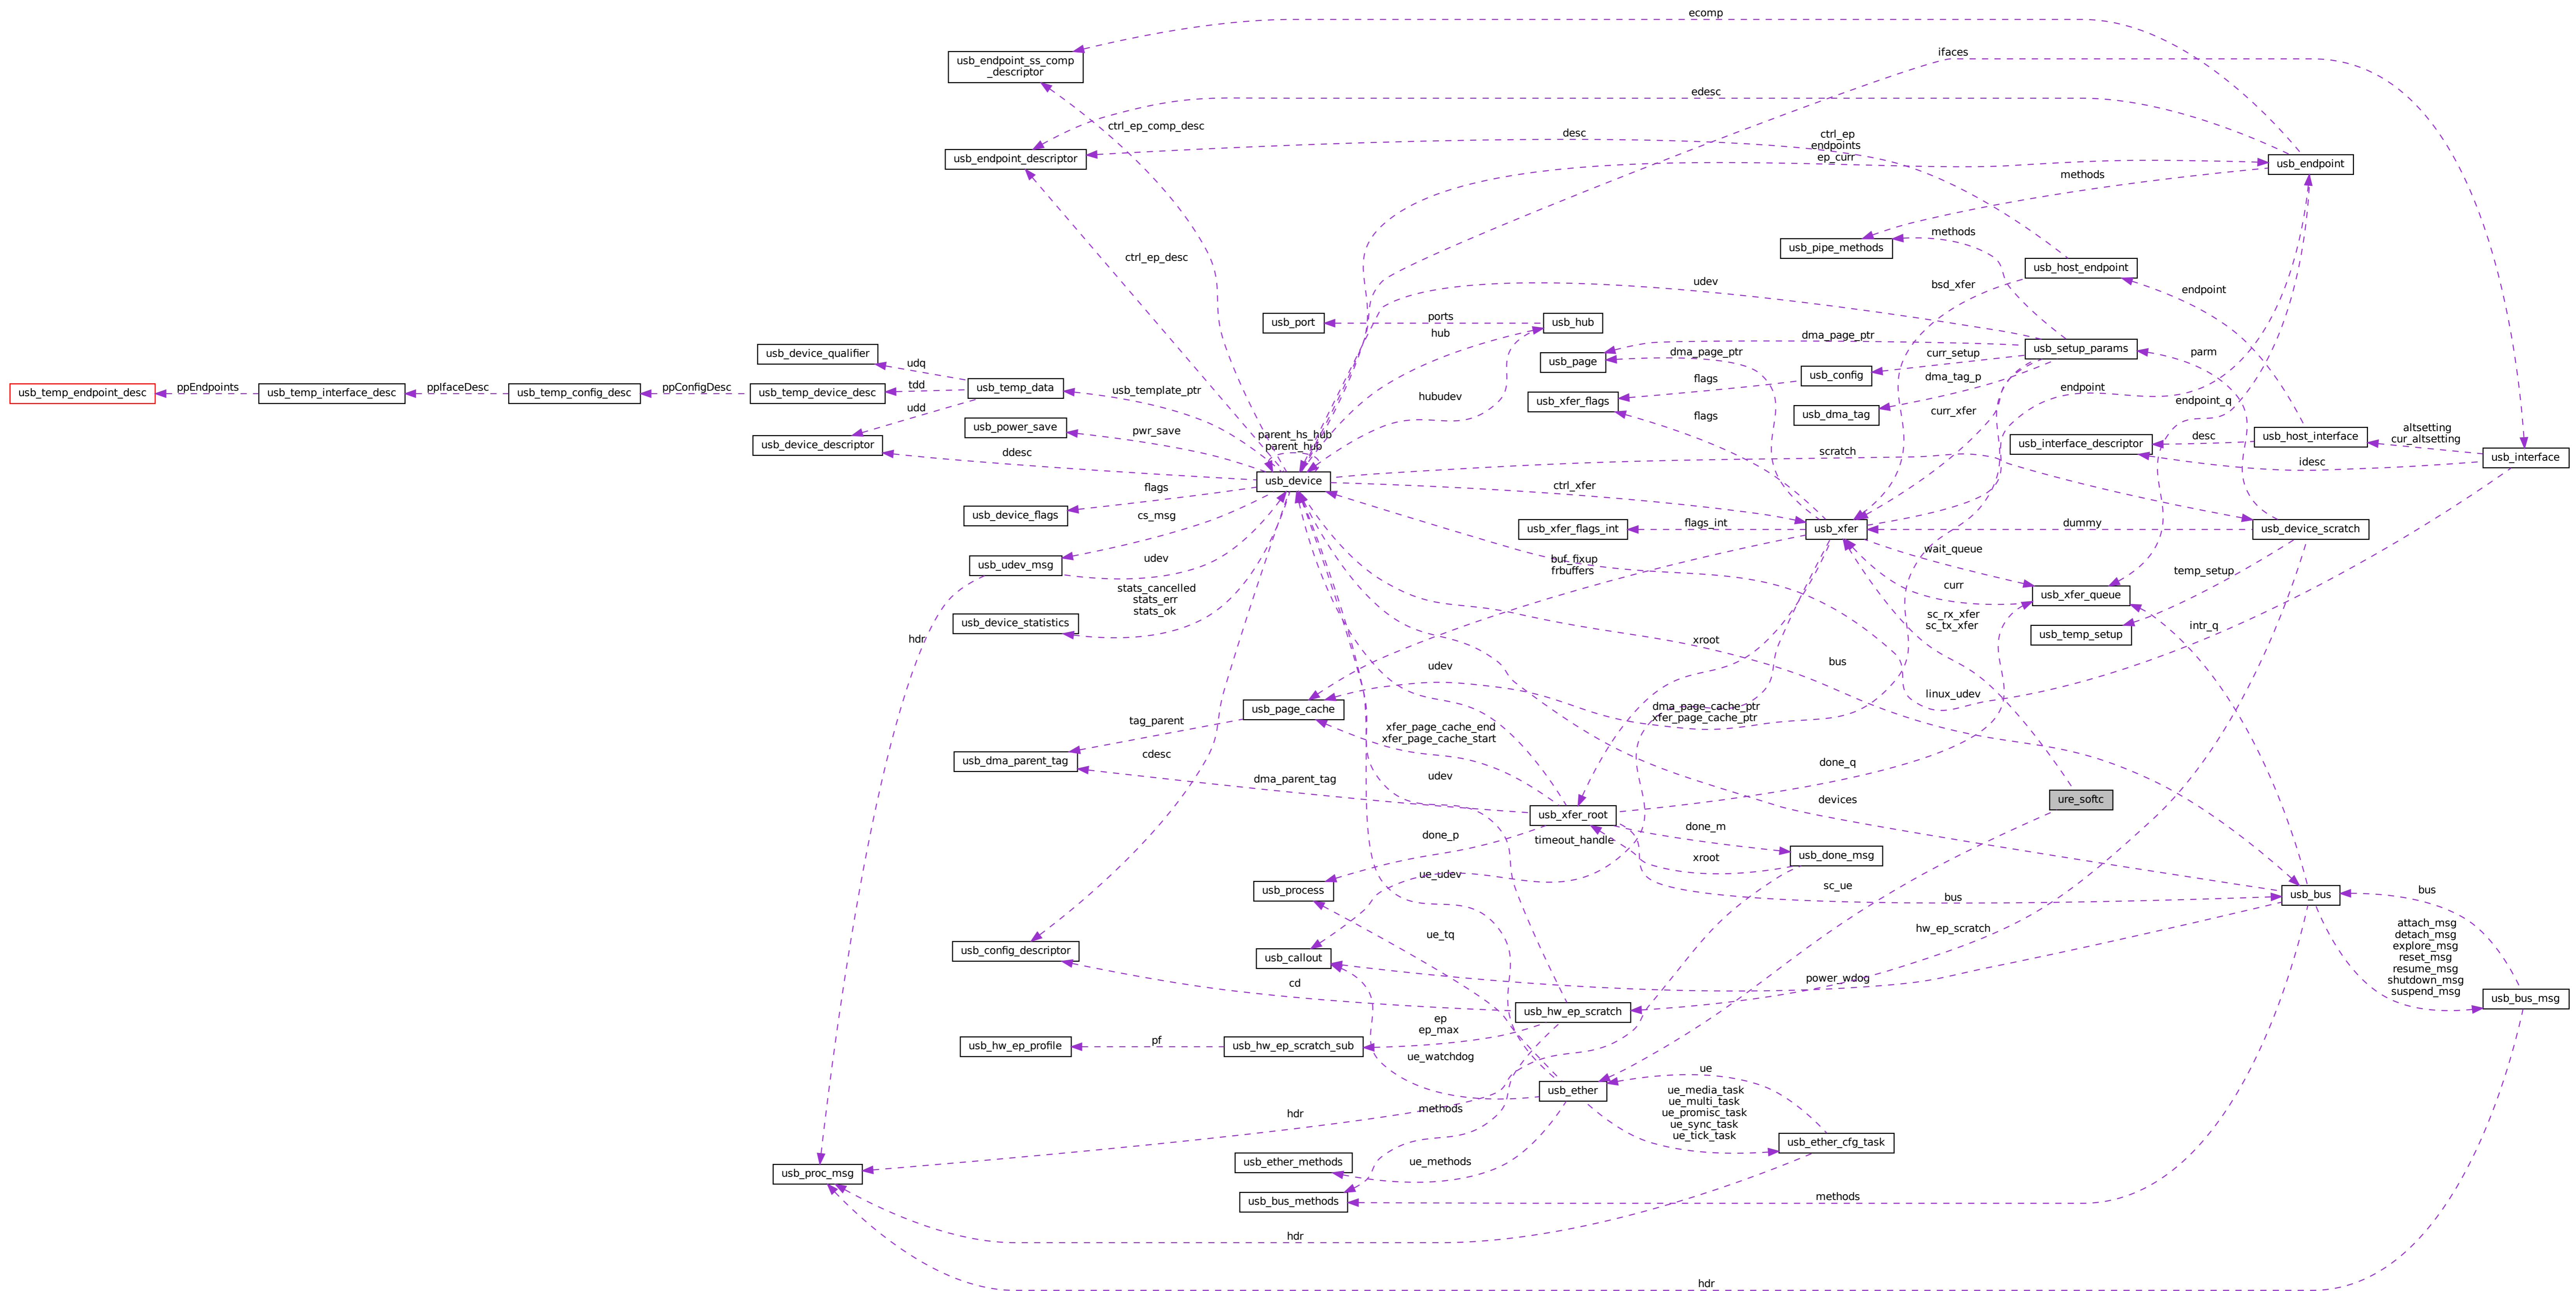 ecomp
ifaces
usb_endpoint_ss_comp
_descriptor
edesc
ctrl_ep_comp_desc
desc
ctrl_ep
endpoints
ep_curr
usb_endpoint_descriptor
usb_endpoint
methods
methods
usb_pipe_methods
ctrl_ep_desc
usb_host_endpoint
udev
bsd_xfer
endpoint
usb_port
ports
usb_hub
hub
dma_page_ptr
usb_setup_params
parm
usb_device_qualifier
udq
usb_page
dma_page_ptr
curr_setup
usb_config
dma_tag_p
flags
usb_temp_endpoint_desc
ppEndpoints
usb_temp_interface_desc
ppIfaceDesc
usb_temp_config_desc
ppConfigDesc
usb_temp_device_desc
tdd
usb_temp_data
usb_template_ptr
hubudev
usb_xfer_flags
endpoint
endpoint_q
udd
flags
curr_xfer
usb_dma_tag
usb_power_save
pwr_save
parent_hs_hub
parent_hub
usb_device_descriptor
ddesc
usb_interface_descriptor
desc
usb_host_interface
altsetting
cur_altsetting
usb_interface
idesc
scratch
usb_device
ctrl_xfer
flags
usb_device_flags
cs_msg
usb_xfer_flags_int
flags_int
usb_xfer
dummy
usb_device_scratch
wait_queue
usb_udev_msg
udev
buf_fixup
frbuffers
temp_setup
curr
usb_xfer_queue
stats_cancelled
stats_err
stats_ok
usb_device_statistics
sc_rx_xfer
sc_tx_xfer
usb_temp_setup
intr_q
hdr
xroot
udev
bus
linux_udev
usb_page_cache
dma_page_cache_ptr
xfer_page_cache_ptr
tag_parent
xfer_page_cache_end
xfer_page_cache_start
usb_dma_parent_tag
cdesc
dma_parent_tag
udev
done_q
devices
ure_softc
usb_xfer_root
done_p
timeout_handle
done_m
xroot
usb_done_msg
ue_udev
usb_process
sc_ue
bus
usb_bus
bus
ue_tq
hw_ep_scratch
attach_msg
detach_msg
explore_msg
reset_msg
resume_msg
shutdown_msg
suspend_msg
usb_config_descriptor
usb_callout
cd
power_wdog
usb_bus_msg
usb_hw_ep_scratch
ep
ep_max
usb_hw_ep_profile
pf
usb_hw_ep_scratch_sub
ue_watchdog
ue
usb_ether
ue_media_task
ue_multi_task
ue_promisc_task
ue_sync_task
ue_tick_task
hdr
methods
usb_ether_cfg_task
usb_proc_msg
usb_ether_methods
ue_methods
usb_bus_methods
methods
hdr
hdr